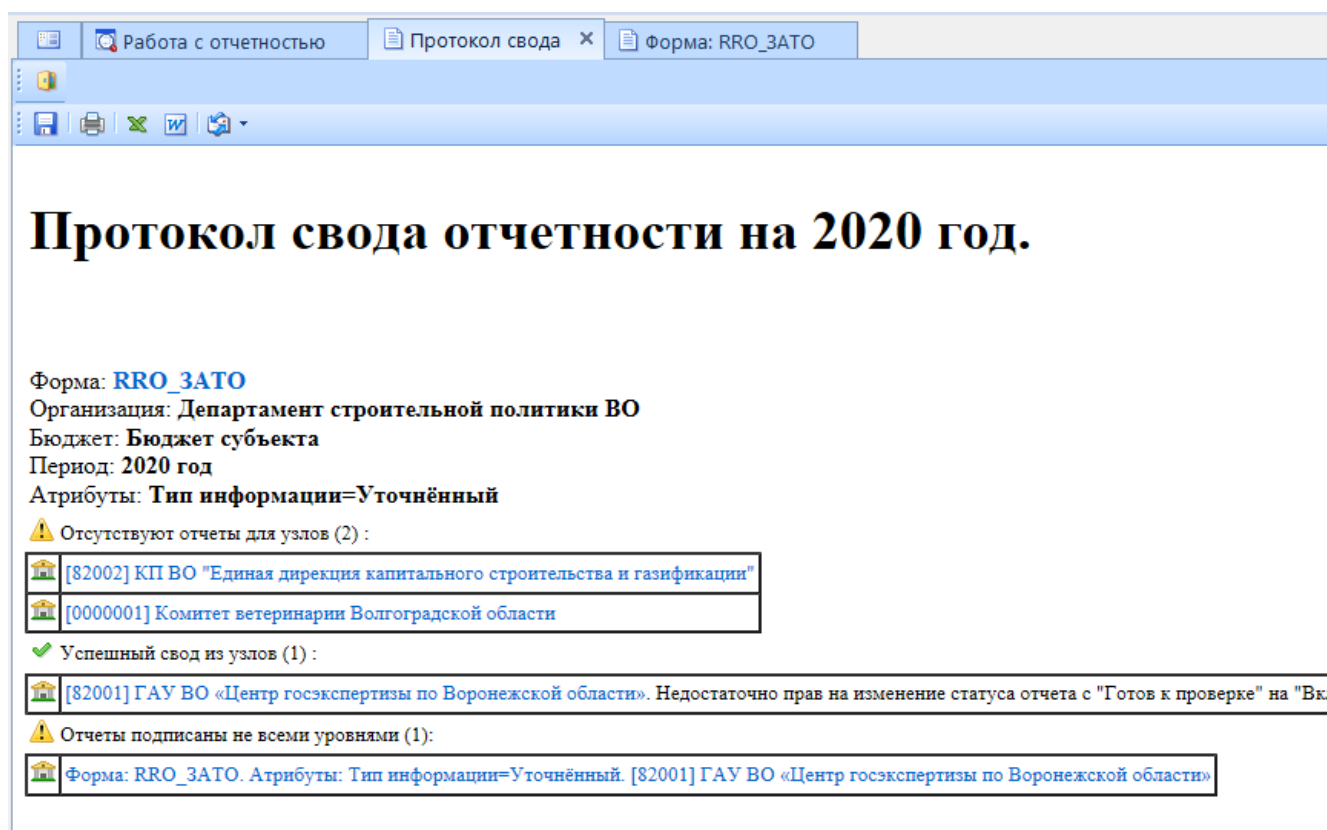 Работа с отчетностью
Протокол свода
Форма: RRO_ЗАТО
Протокол свода отчетности на 2020 год.
Форма: RRO_ЗАТО
Организация: Департамент строительной политики ВО
Бюджет: Бюджет субъекта
Период: 2020 год
Атрибуты: Тип информации=Уточнённый
Отсутствуют отчеты для узлов (2) :
[82002] КП ВО "Единая дирекция капитального строительства и газификации"
[0000001] Комитет ветеринарии Волгоградской области
Успешный свод из узлов (1) :
[82001] ГАУ ВО «Центр госэкспертизы по Воронежской области». Недостаточно прав на изменение статуса отчета с "Готов к проверке" на "Вк
Отчеты подписаны не всеми уровнями (1):
Форма: RRO_ЗАТО. Атрибуты: Тип информации=Уточнённый. [82001] ГАУ ВО «Центр госэкспертизы по Воронежской области»